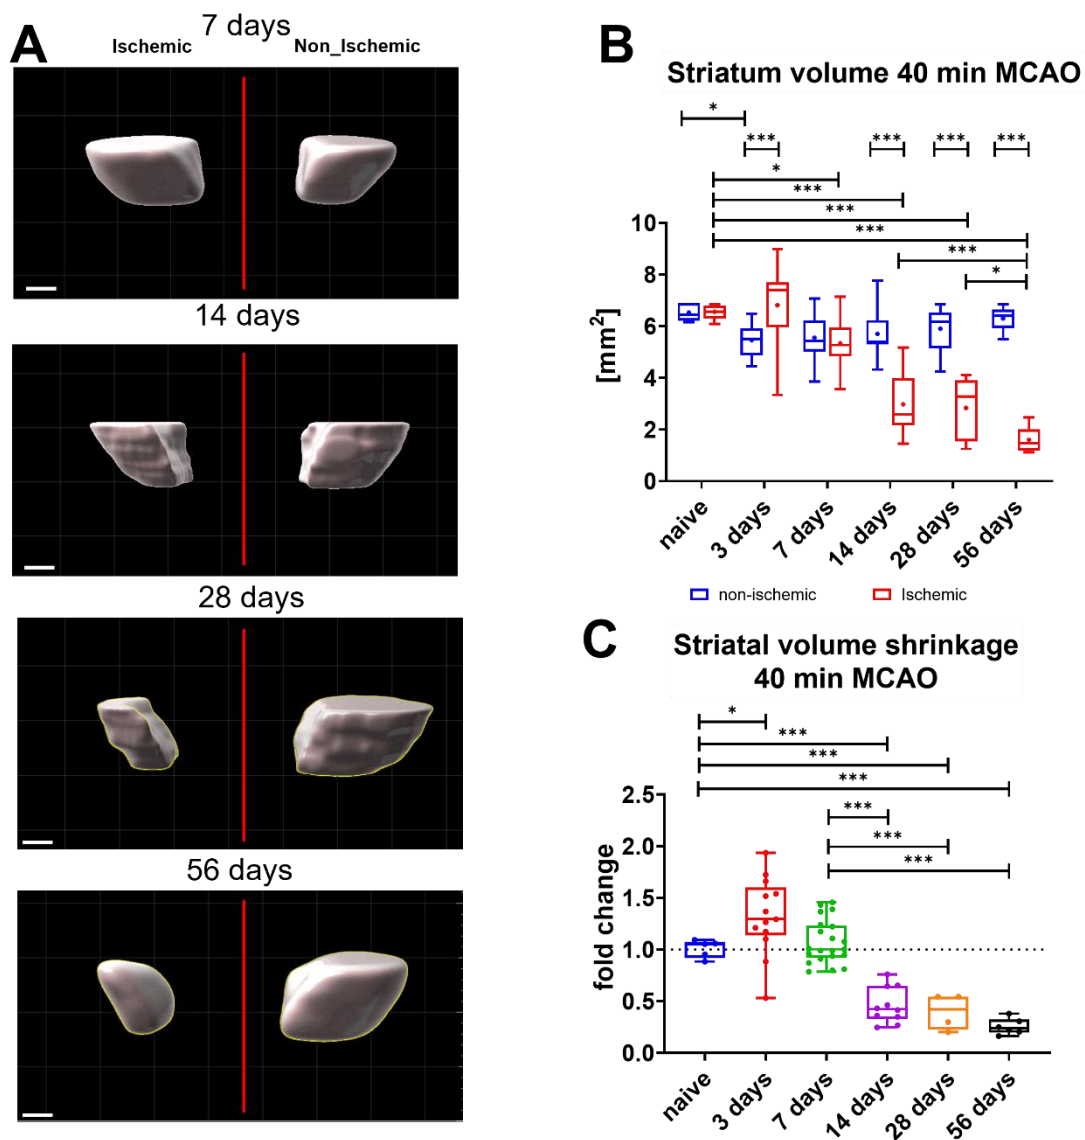 A
7 days
Ischemic
Non_Ischemic
14 days
28 days
56 days
B
Striatum volume 40 min MCAO
*
***
***
***
***
*
***
***
***
***
*
[mm2]
10
8
6
4
2
0
naive
3 days
7 days
14 days
28 days
56 days
non-ischemic
Ischemic
C
Striatal volume shrinkage
40 min MCAO
*
***
***
***
***
***
***
fold change
2.5
2.0
1.5
1.0
0.5
0.0
naive
3 days
7 days
14 days
28 days
56 days